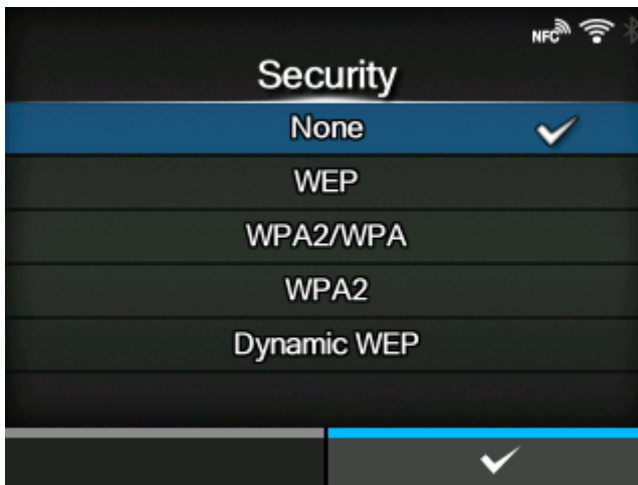 NFC
Security
None
WEP
WPA2/WPA
WPA2
Dynamic WEP